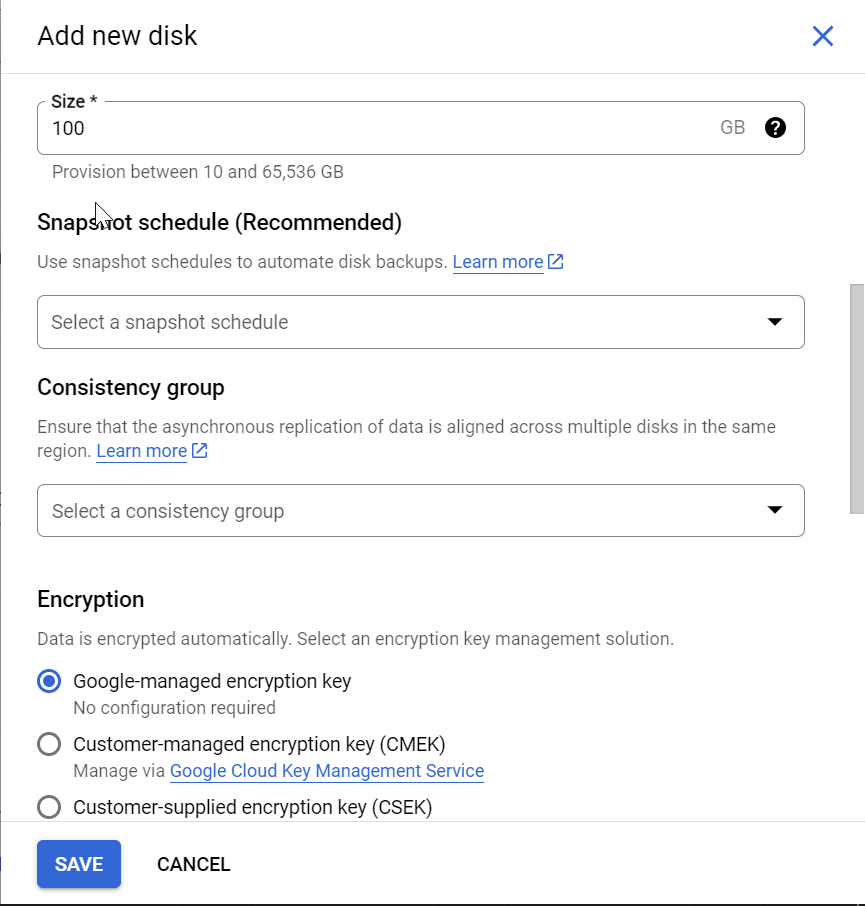 Add new disk
Size *
100
GB
Provision between 10 and 65,536 GB
Snapshot schedule (Recommended)
Use snapshot schedules to automate disk backups. Learn more
Select a snapshot schedule
Consistency group
Ensure that the asynchronous replication of data is aligned across multiple disks in the same
region. Learn more
Select a consistency group
Encryption
Data is encrypted automatically. Select an encryption key management solution.
Google-managed encryption key
No configuration required
Customer-managed encryption key (CMEK)
Manage via Google Cloud Key Management Service
Customer-supplied encryption key (CSEK)
SAVE
CANCEL